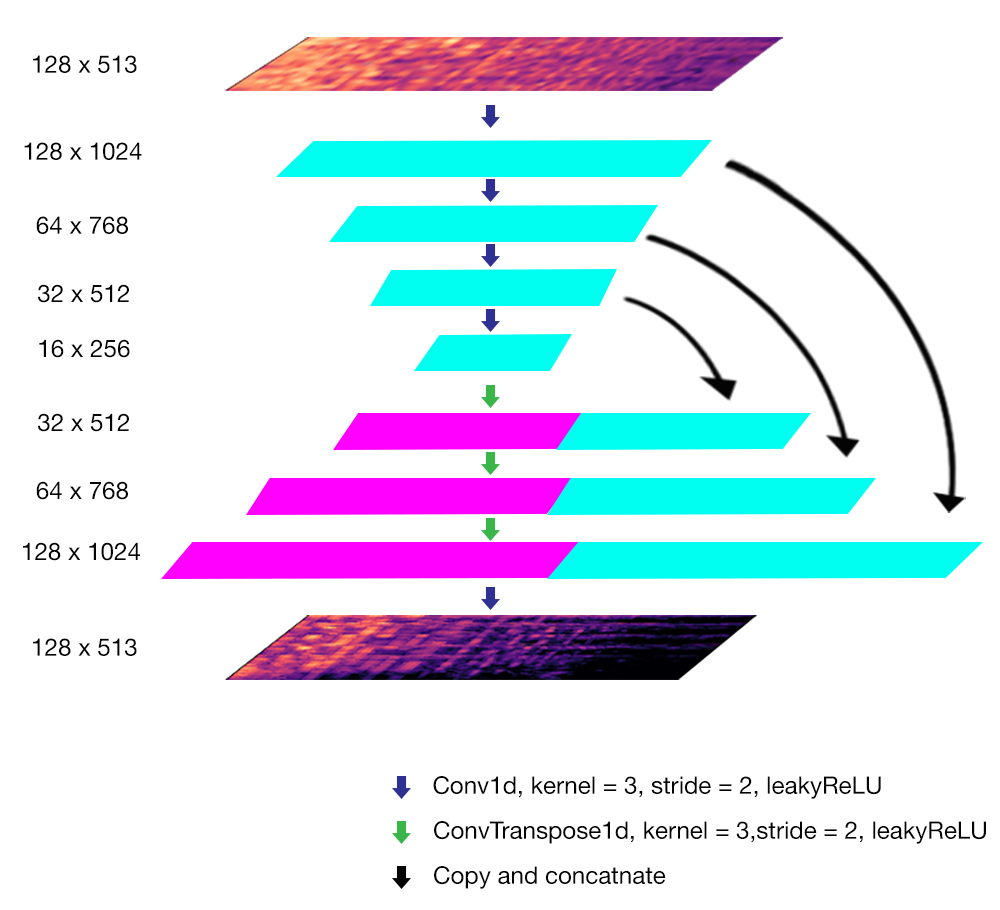 128 x 513
128 x 1024
64 x 768
32 x 512
16 x 256
32 x 512
64 x 768
128 x 1024
128 x 513
Conv1d, kernel = 3, stride = 2, leakyReLU
ConvTranspose1d, kernel = 3,stride = 2, leakyReLU
Copy and concatnate